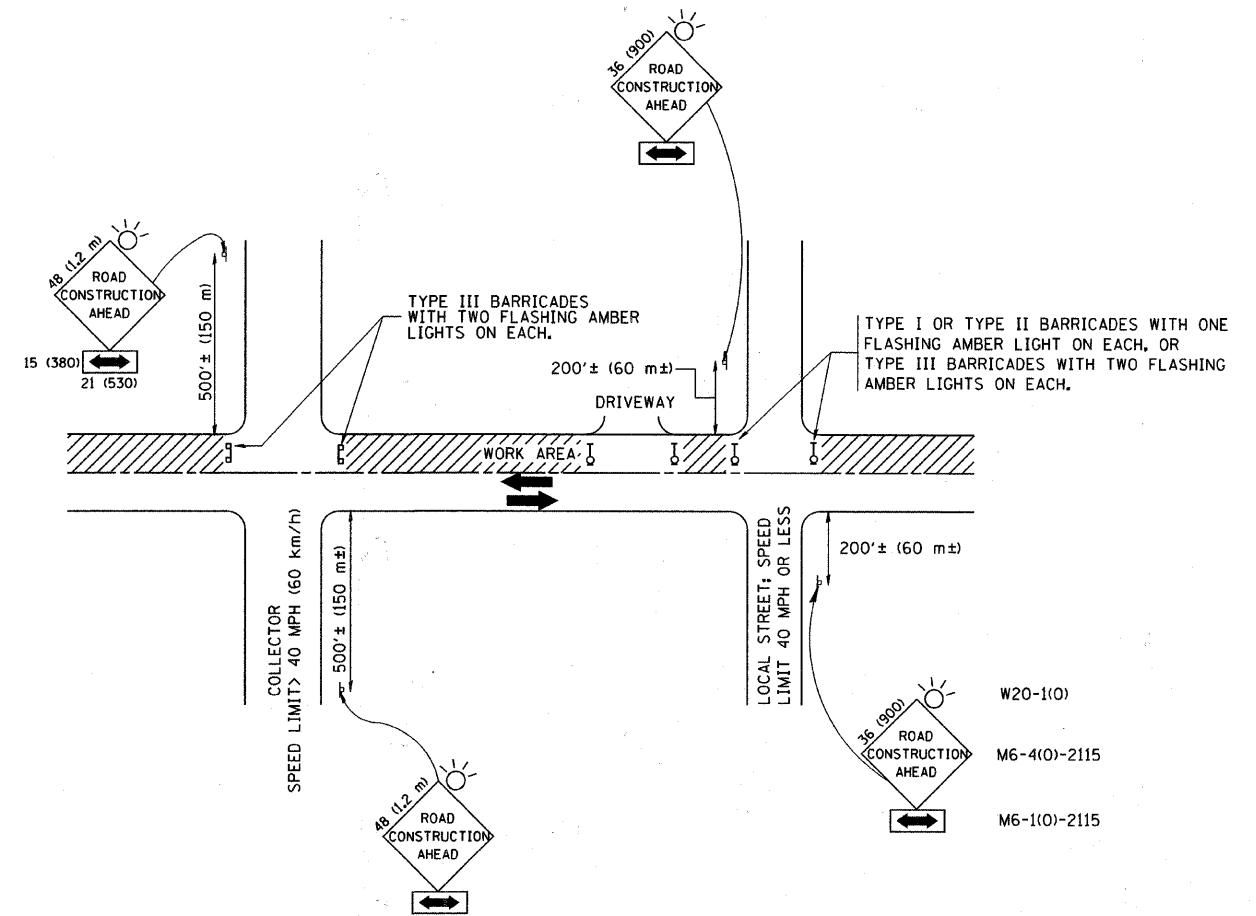 36 (900)
ROAD
CONSTRUCTION
AHEAD
48 (1.2 m)
ROAD
CONSTRUCTION
AHEAD
15 (380)
21 (530)
500'± (150 m)
TYPE III BARRICADES
WITH TWO FLASHING AMBER
LIGHTS ON EACH.
200'± (60 m±)
DRIVEWAY
TYPE I OR TYPE II BARRICADES WITH ONE
FLASHING AMBER LIGHT ON EACH, OR
TYPE III BARRICADES WITH TWO FLASHING
AMBER LIGHTS ON EACH.
WORK AREA
COLLECTOR
SPEED LIMIT> 40 MPH (60 km/h)
500'± (150 m±)
LOCAL STREET; SPEED
LIMIT 40 MPH OR LESS
200'± (60 m±)
48 (1.2 m)
ROAD
CONSTRUCTION
AHEAD
36 (900)
ROAD
CONSTRUCTION
AHEAD
W20-1(O)
M6-4(O)-2115
M6-1(O)-2115